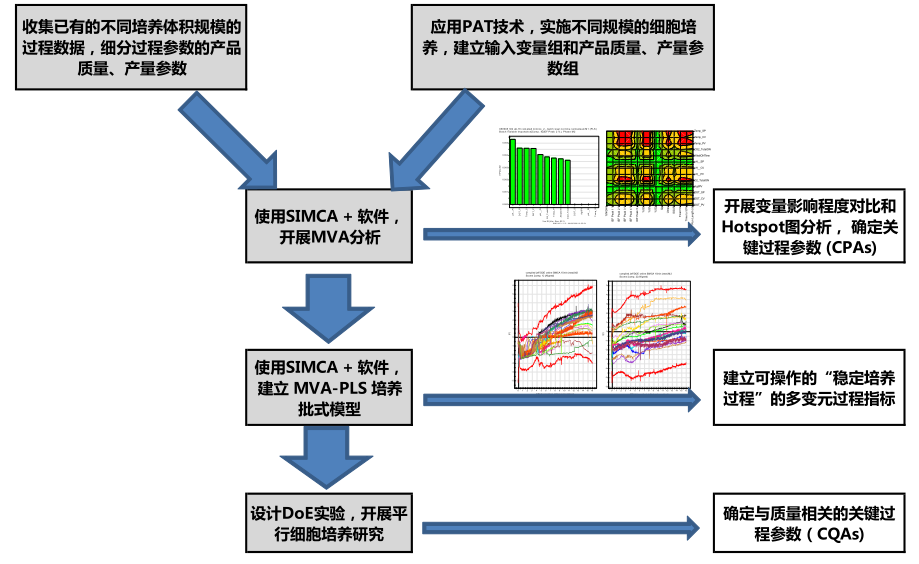 收集已有的不同培养体积规模的
过程数据，细分过程参数的产品
质量、产量参数
应用PAT技术，实施不同规模的细胞培
养，建立输入变量组和产品质量、产量参
数组
使用SIMCA + 软件，
开展MVA分析
开展变量影响程度对比和
Hotspot图分析， 确定关
键过程参数 (CPAs)
使用SIMCA + 软件，
建立 MVA-PLS 培养
批式模型
建立可操作的“稳定培养
过程”的多变元过程指标
设计DoE实验，开展平
行细胞培养研究
确定与质量相关的关键过
程参数（ CQAs)